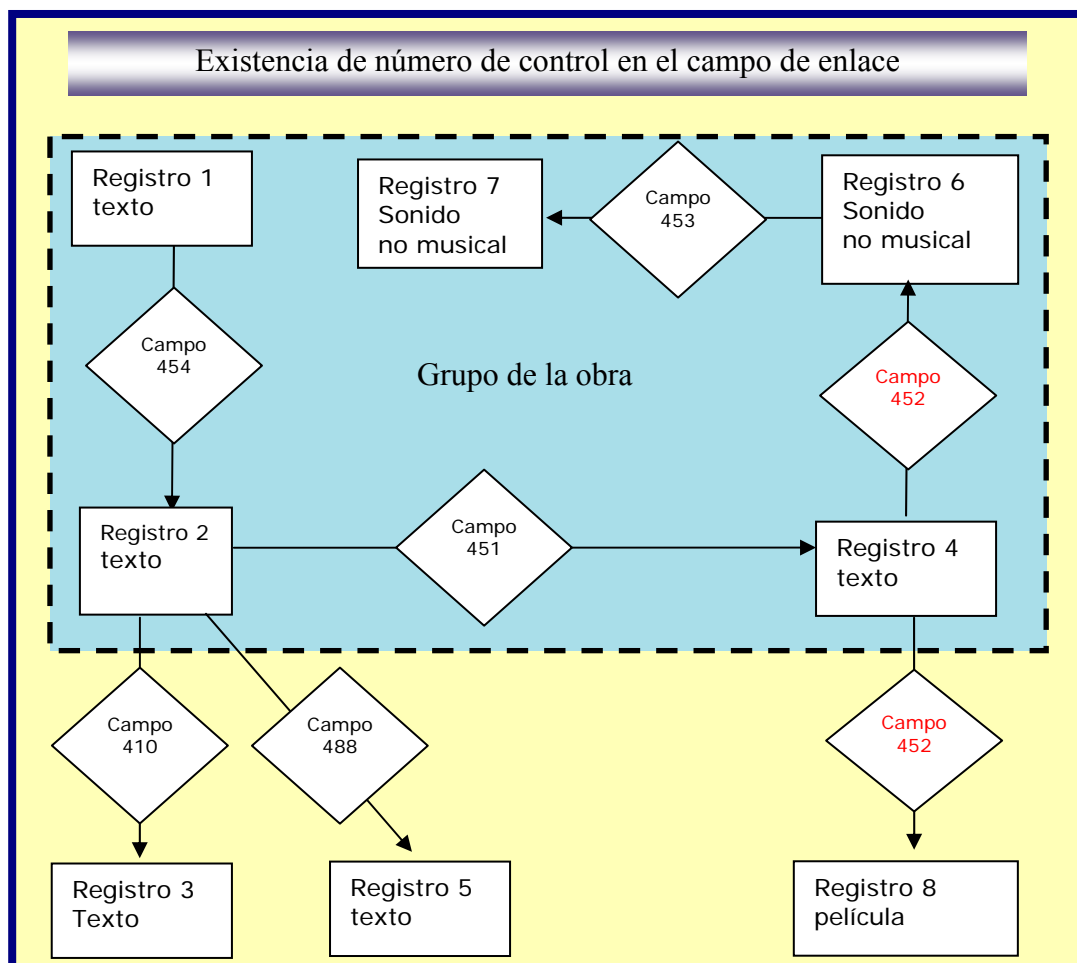 Existencia de número de control en el campo de enlace
Registro 1
texto
Registro 7
Sonido
no musical
Campo
453
Registro 6
Sonido
no musical
Campo
454
Grupo de la obra
Campo
452
Registro 2
texto
Campo
451
Registro 4
texto
Campo
410
Campo
488
Campo
452
Registro 3
Texto
Registro 5
texto
Registro 8
película